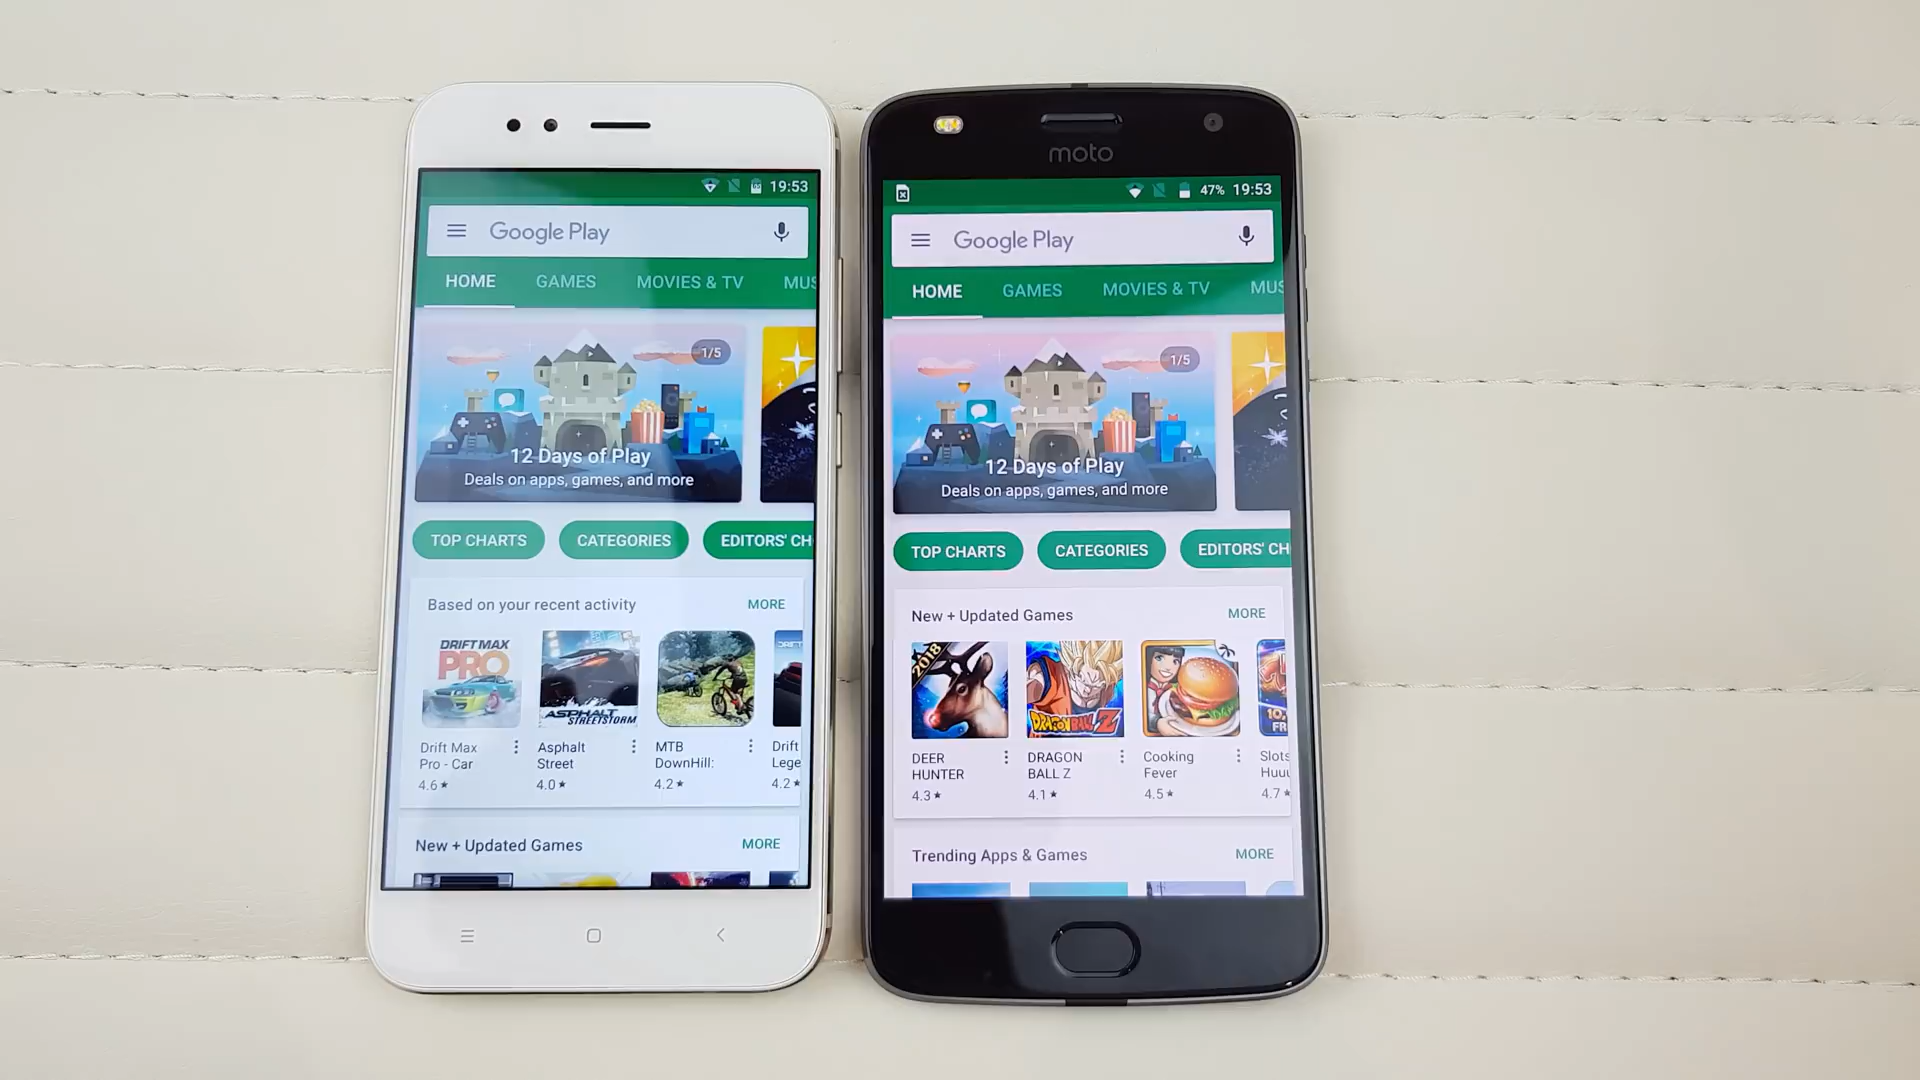 19:53
Google Play
HOME GAMES MOVIES & TV MUS
1/5
12 Days of Play
Deals on apps, games, and more
TOP CHARTS CATEGORIES EDITORS' CH
Based on your recent activity MORE
DRIFT MAX
PRO
ASPHALT
STREETSTORM
Drift Max
Pro - Car
4.6★
Asphalt
Street
4.0★
MTB
DownHill:
4.2★
Drift
Lege
4.2★
New + Updated Games MORE
moto
47% 19:53
Google Play
HOME GAMES MOVIES & TV MUS
1/5
12 Days of Play
Deals on apps, games, and more
TOP CHARTS CATEGORIES EDITORS' CH
New + Updated Games MORE
2018
DRAGON BALL Z
10.
FR
DEER
HUNTER
4.3★
DRAGON
BALL Z
4.1★
Cooking
Fever
4.5★
Slots
Huuu
4.7★
Trending Apps & Games MORE